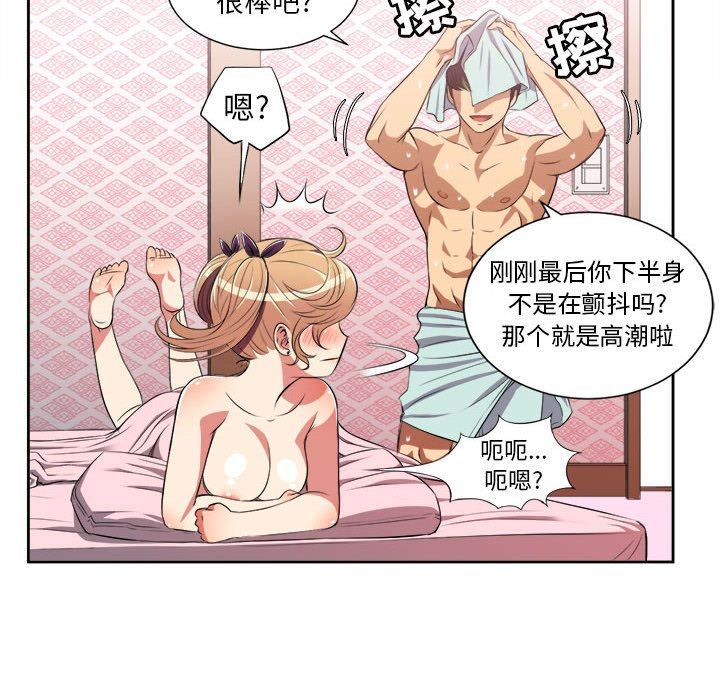 很棒吧?
擦
擦
嗯?
刚刚最后你下半身
不是在颤抖吗?
那个就是高潮啦
呃呃...
呃嗯?